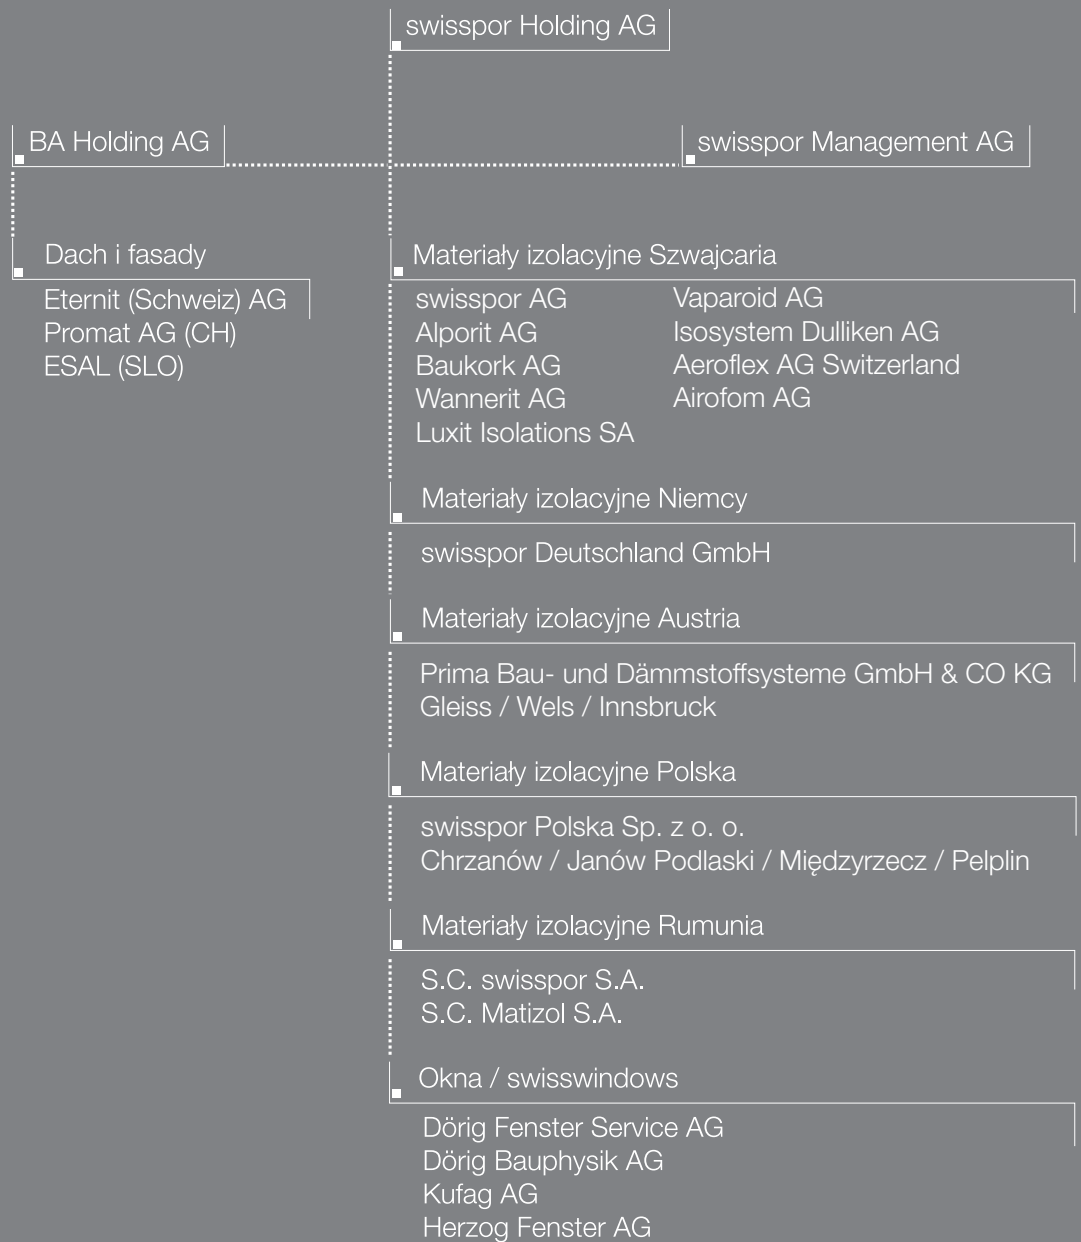 swisspor Holding AG
BA Holding AG
swisspor Management AG
Dach i fasady
Eternit (Schweiz) AG
Promat AG (CH)
ESAL (SLO)
Materiały izolacyjne Szwajcaria
swisspor AG
Alporit AG
Baukork AG
Wannerit AG
Luxit Isolations SA
Vaparoid AG
Isosystem Dulliken AG
Aeroflex AG Switzerland
Airofom AG
Materiały izolacyjne Niemcy
swisspor Deutschland GmbH
Materiały izolacyjne Austria
Prima Bau- und Dämmstoffsysteme GmbH & CO KG
Gleiss / Wels / Innsbruck
Materiały izolacyjne Polska
swisspor Polska Sp. z o. o.
Chrzanów / Janów Podlaski / Międzyrzecz / Pelplin
Materiały izolacyjne Rumunia
S.C. swisspor S.A.
S.C. Matizol S.A.
Okna / swisswindows
Dörig Fenster Service AG
Dörig Bauphysik AG
Kufag AG
Herzog Fenster AG